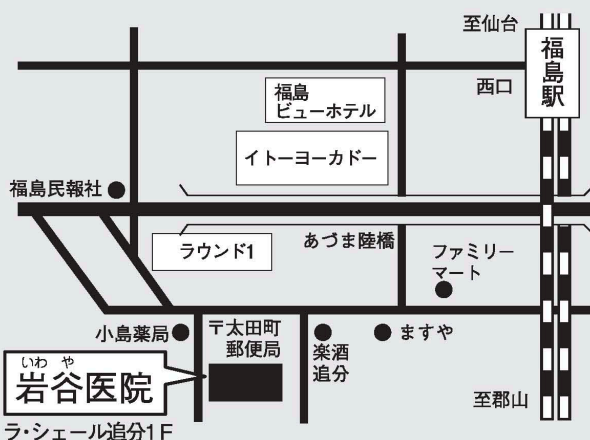 至仙台
福島駅
西口
福島
ビューホテル
イトーヨーカドー
福島民報社
ラウンド1
あづま陸橋
ファミリー
マート
小島薬局
〒太田町
郵便局
楽酒
追分
ますや
いわ や
岩谷医院
至郡山
ラ・シェール追分1F